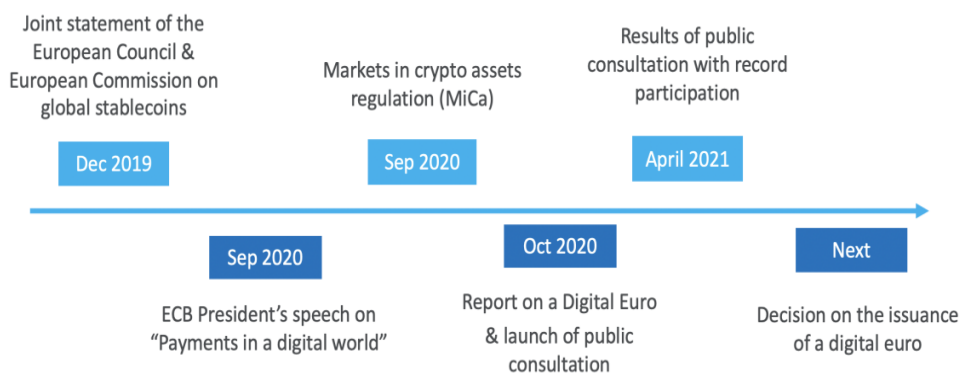 Joint statement of the
European Council &
European Commission on
global stablecoins
Dec 2019
Sep 2020
ECB President's speech on
“Payments in a digital world”
Markets in crypto assets
regulation (MiCa)
Sep 2020
Oct 2020
Report on a Digital Euro
& launch of public
consultation
Results of public
consultation with record
participation
April 2021
Next
Decision on the issuance
of a digital euro